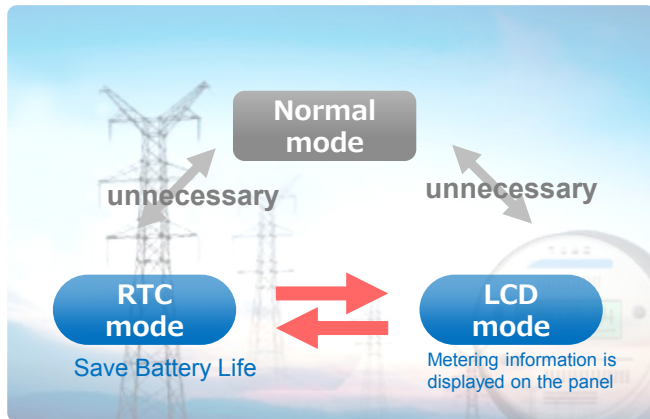 Normal
mode
unnecessary
unnecessary
RTC
mode
LCD
mode
Save Battery Life
Metering information is
displayed on the panel